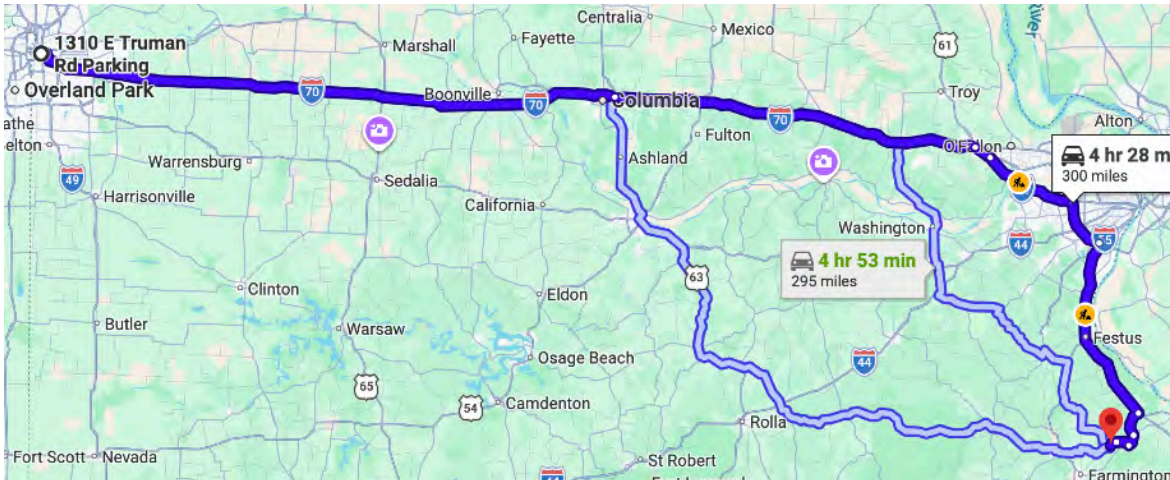 Centralia
Mexico
61
River
1310 E Truman
Rd Parking
Marshall
Fayette
Overland Park
70
Boonville
70
Columbia
Troy
Alton
70
athe
elton
Warrensburg
Fulton
O'Fallon
4 hr 28 m
300 miles
Ashland
49
Sedalia
Harrisonville
California
Washington
44
55
4 hr 53 min
295 miles
63
Clinton
Eldon
Festus
Butler
Warsaw
Osage Beach
44
65
54
Camdenton
Rolla
Fort Scott
Nevada
St Robert
44
Farmington